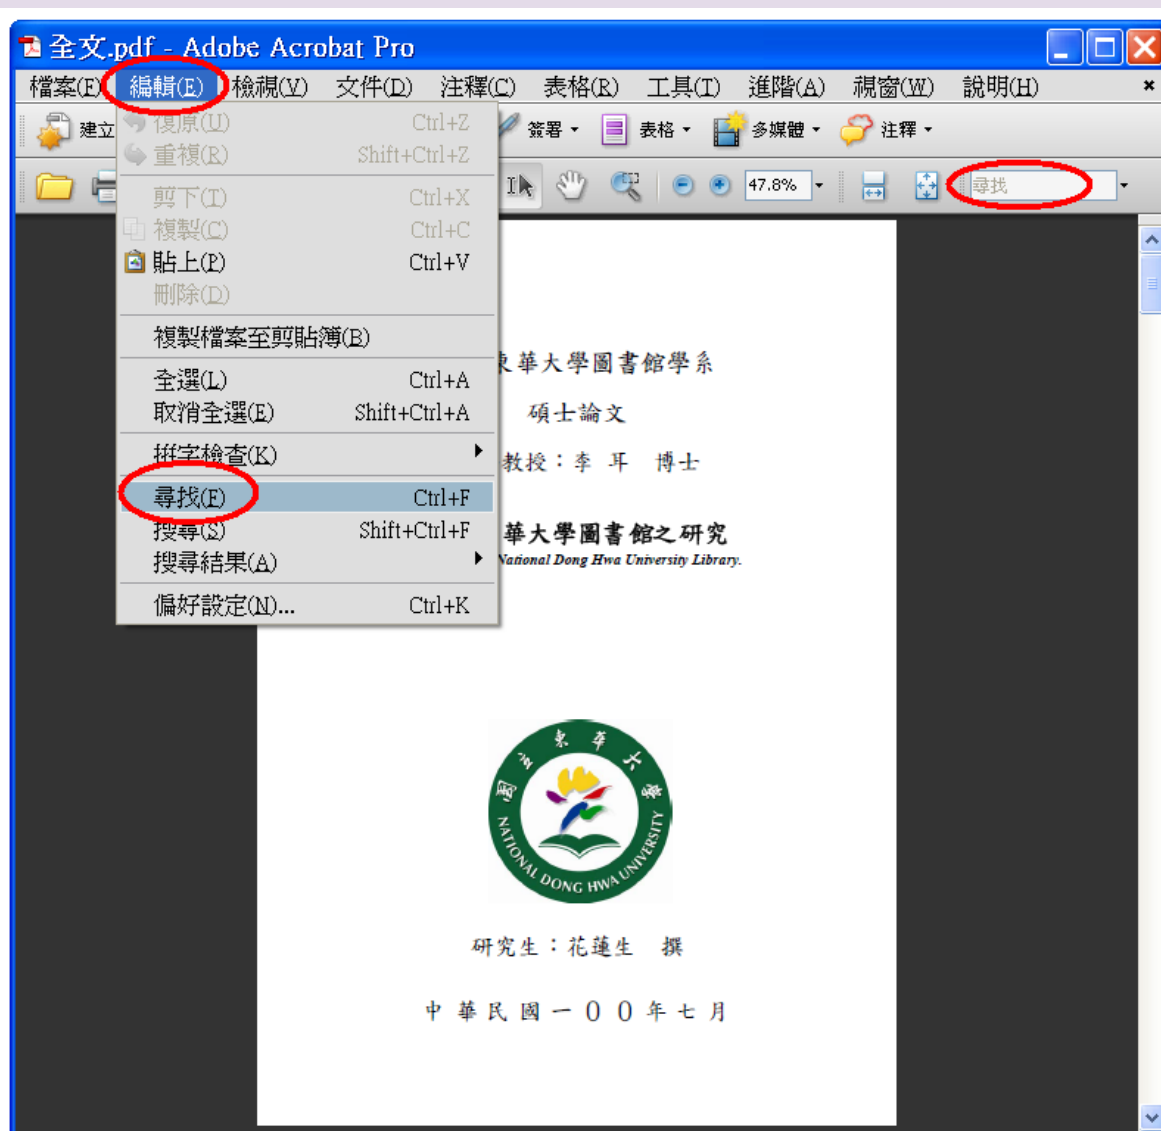 全文.pdf - Adobe Acrobat Pro
檔案(F) 編輯(E) 檢視(V) 文件(D) 注釋(C) 表格(R) 工具(T) 進階(A) 視窗(W) 說明(H)
建立 簽署 表格 多媒體 注釋
47.8% 尋找
復原(U) Ctrl+Z
重複(R) Shift+Ctrl+Z
剪下(T) Ctrl+X
複製(C) Ctrl+C
貼上(P) Ctrl+V
刪除(D)
複製檔案至剪貼簿(B)
全選(L) Ctrl+A
取消全選(E) Shift+Ctrl+A
拼字檢查(K)
尋找(F) Ctrl+F
搜尋(S) Shift+Ctrl+F
搜尋結果(A)
偏好設定(N)... Ctrl+K
東華大學圖書館學系
碩士論文
教授：李 耳 博士
華大學圖書館之研究
National Dong Hwa University Library.
國立東華大學
NATIONAL DONG HWA UNIVERSITY
研究生：花蓮生 撰
中華民國一00年七月